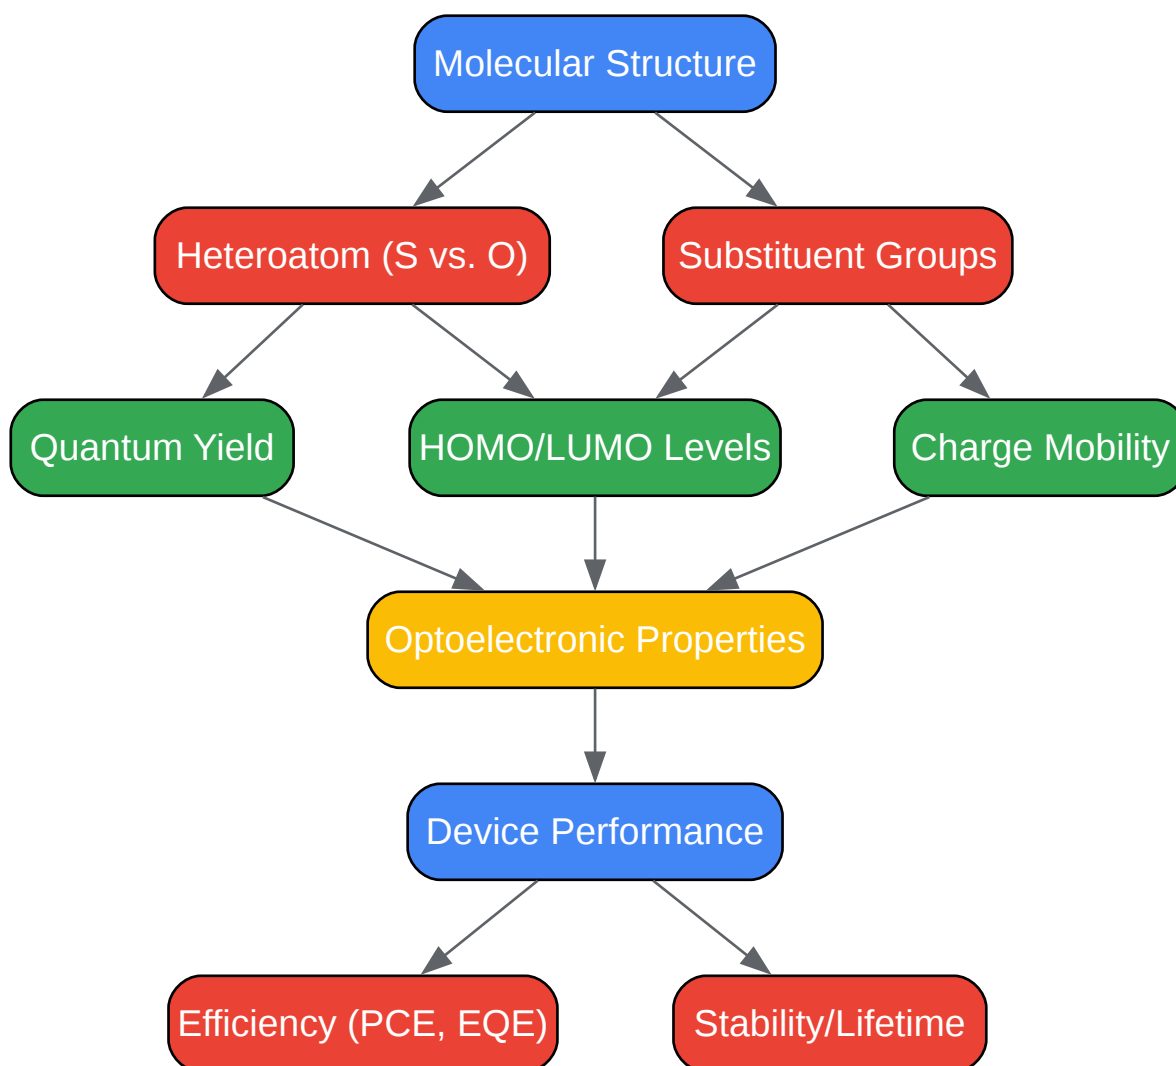 Molecular Structure
Heteroatom (S vs. O)
Substituent Groups
Quantum Yield
HOMO/LUMO Levels
Charge Mobility
Optoelectronic Properties
Device Performance
Efficiency (PCE, EQE)
Stability/Lifetime